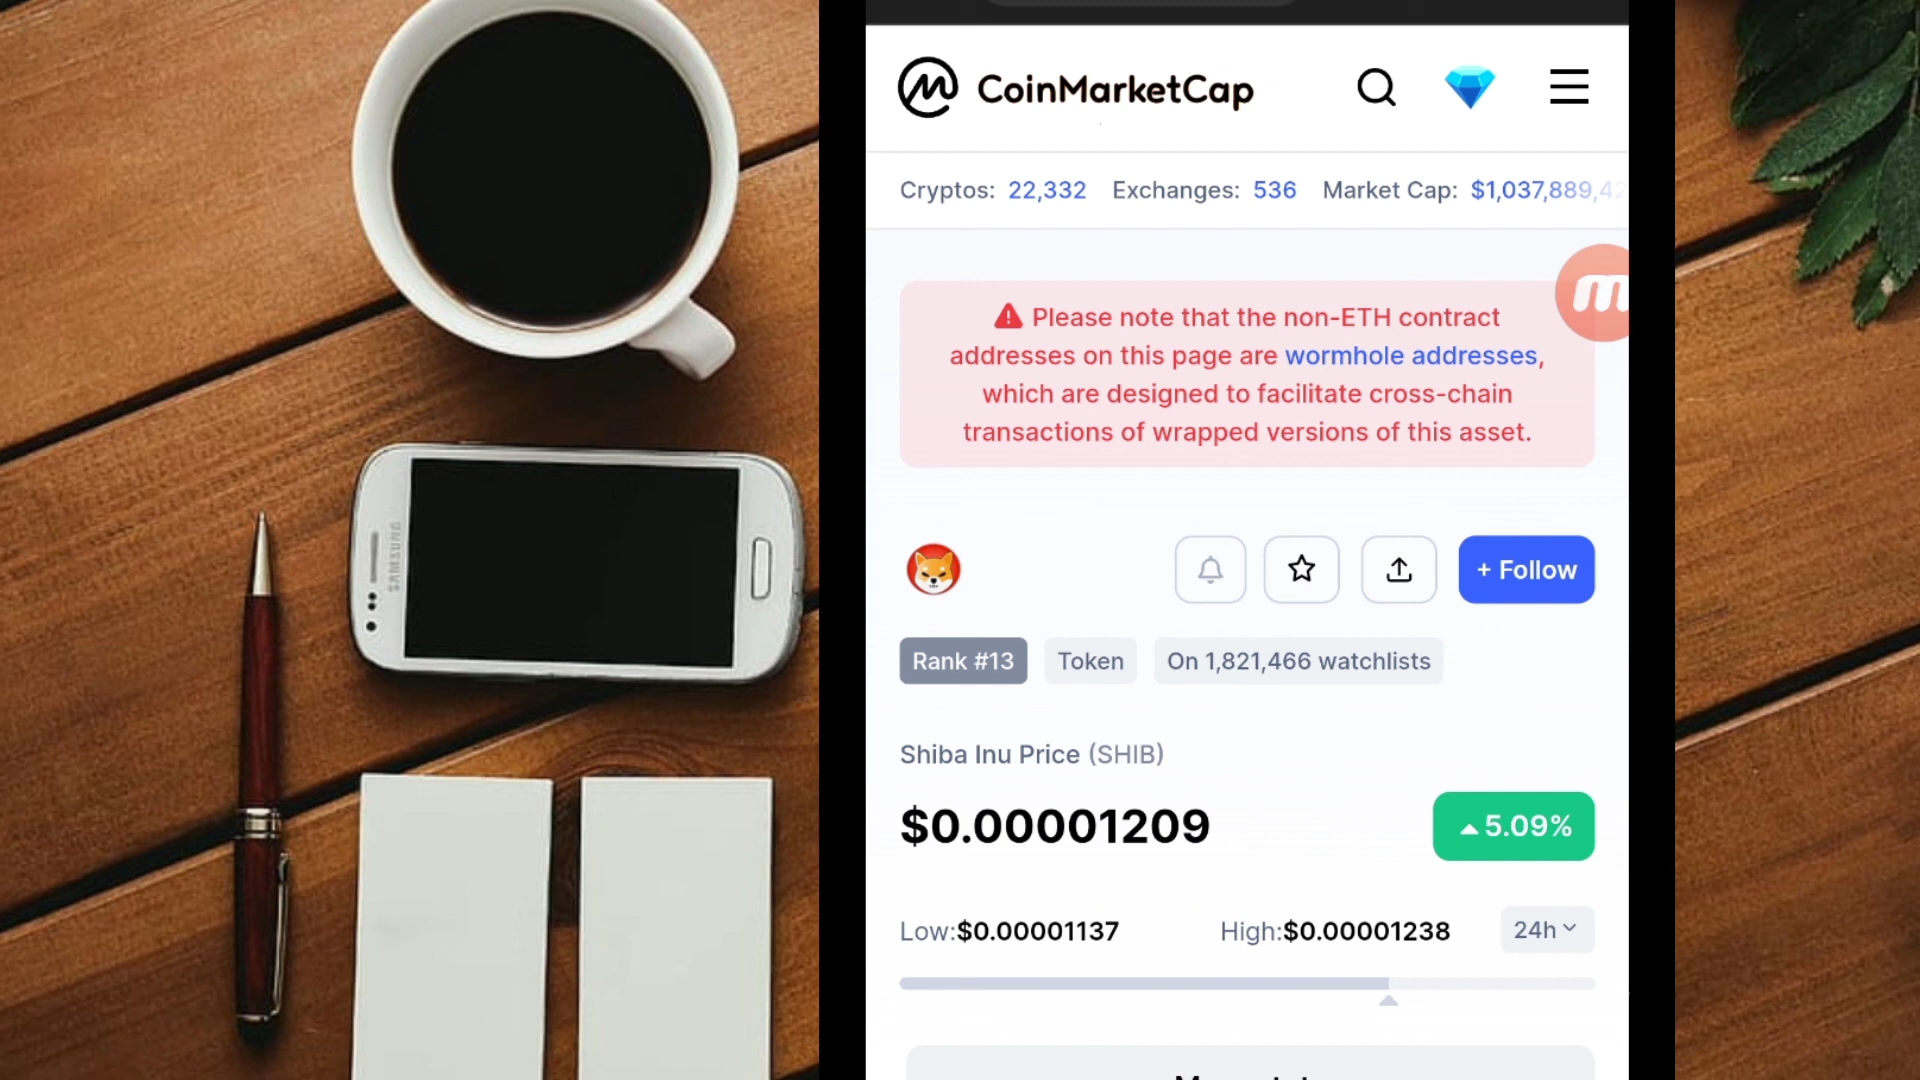 CoinMarketCap
Cryptos: 22,332 Exchanges: 536 Market Cap: $1,037,889,42
Please note that the non-ETH contract
addresses on this page are wormhole addresses,
which are designed to facilitate cross-chain
transactions of wrapped versions of this asset.
+ Follow
Rank #13 Token On 1,821,466 watchlists
Shiba Inu Price (SHIB)
$0.00001209 5.09%
Low:$0.00001137 High:$0.00001238 24h
SAMSUNG